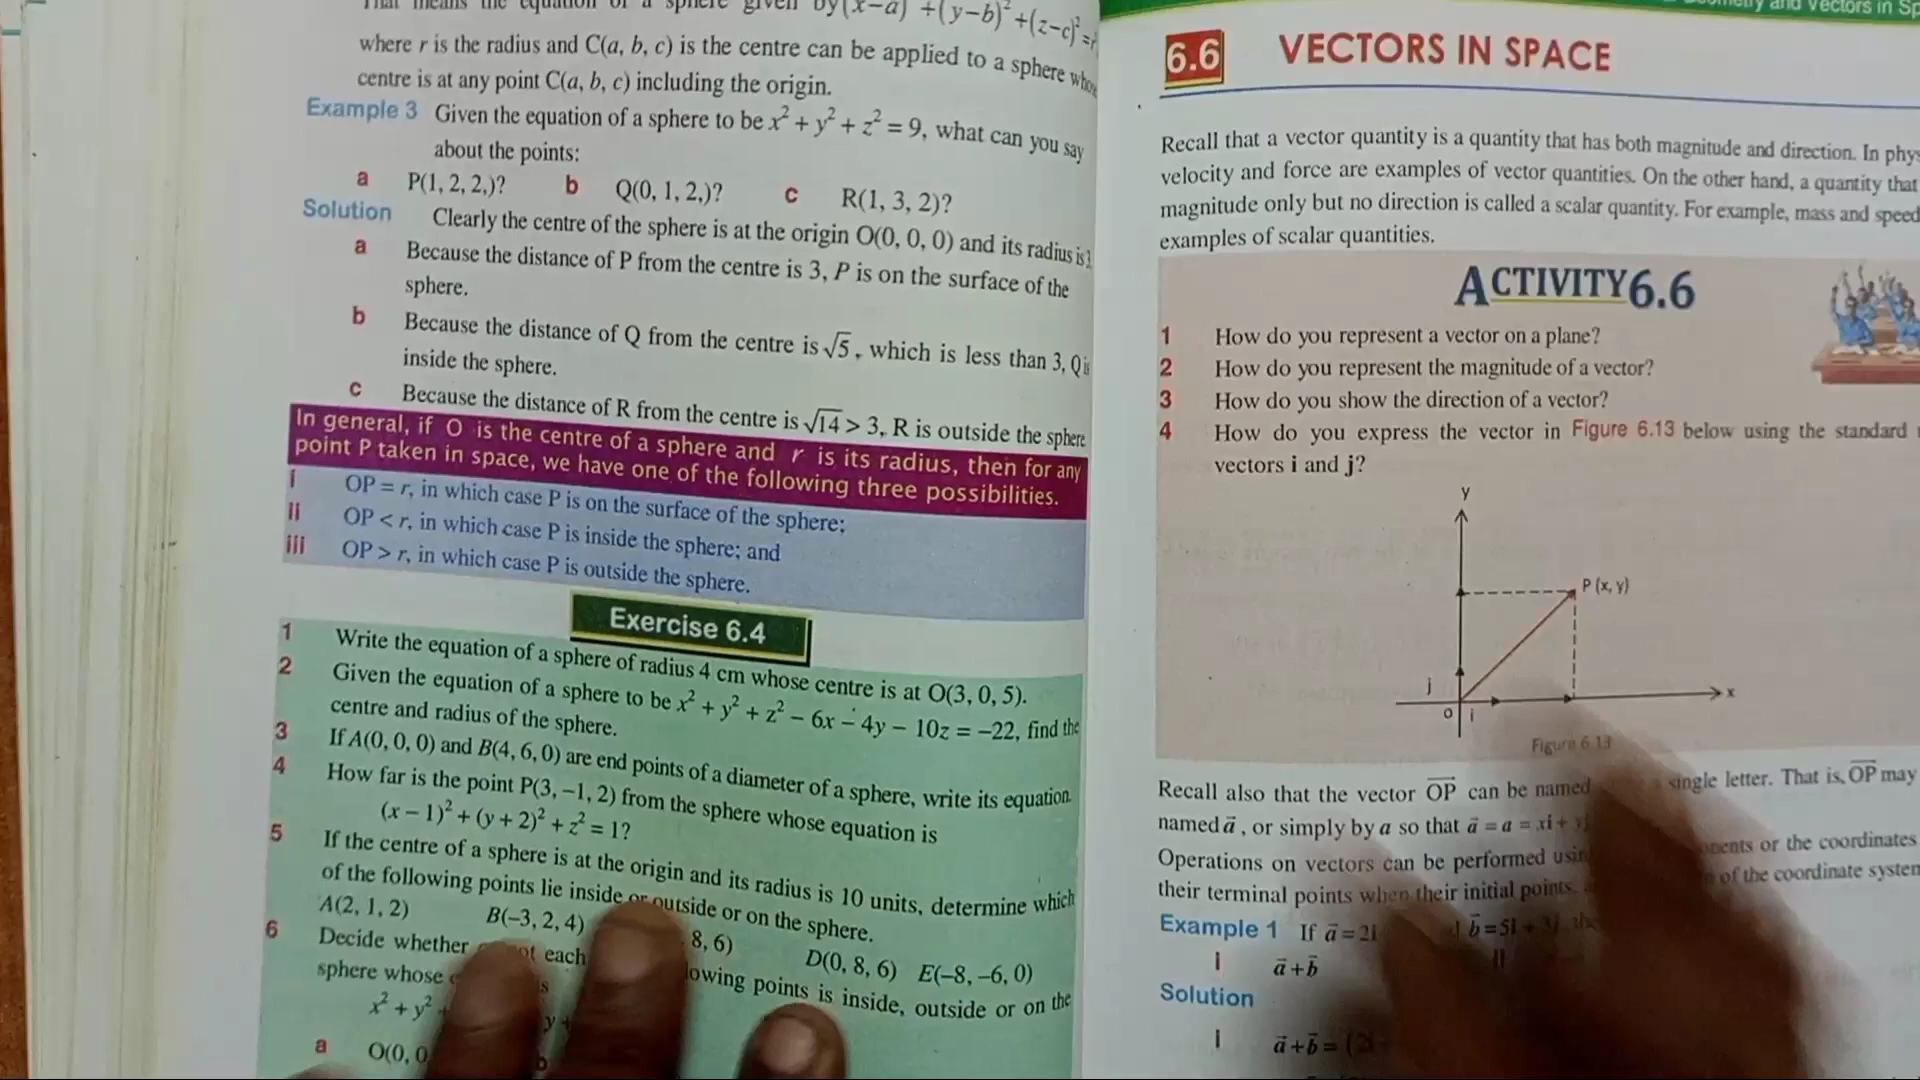 That means the equation of a sphere given by (x−a) +(y−b)² +(z−c)² =r
where r is the radius and C(a, b, c) is the centre can be applied to a sphere whose
centre is at any point C(a, b, c) including the origin.
Example 3 Given the equation of a sphere to be x² + y² + z² = 9, what can you say
about the points:
a P(1, 2, 2,)? b Q(0, 1, 2,)? c R(1, 3, 2)?
Solution Clearly the centre of the sphere is at the origin O(0, 0, 0) and its radius is
a Because the distance of P from the centre is 3, P is on the surface of the
sphere.
b Because the distance of Q from the centre is √5, which is less than 3, Q is
inside the sphere.
c Because the distance of R from the centre is √14 > 3, R is outside the sphere
In general, if O is the centre of a sphere and r is its radius, then for any
point P taken in space, we have one of the following three possibilities.
i OP = r, in which case P is on the surface of the sphere;
ii OP < r, in which case P is inside the sphere; and
iii OP > r, in which case P is outside the sphere.
Exercise 6.4
1 Write the equation of a sphere of radius 4 cm whose centre is at O(3, 0, 5).
2 Given the equation of a sphere to be x² + y² + z² − 6x − 4y − 10z = −22, find the
centre and radius of the sphere.
3 If A(0, 0, 0) and B(4, 6, 0) are end points of a diameter of a sphere, write its equation.
4 How far is the point P(3, −1, 2) from the sphere whose equation is
(x − 1)² + (y + 2)² + z² = 1?
5 If the centre of a sphere is at the origin and its radius is 10 units, determine which
of the following points lie inside or outside or on the sphere.
A(2, 1, 2) B(−3, 2, 4) 8, 6) D(0, 8, 6) E(−8, −6, 0)
6 Decide whether each lowing points is inside, outside or on the
sphere whose
x² + y² y +
a O(0, 0 b
and Vectors in Sp
6.6 VECTORS IN SPACE
Recall that a vector quantity is a quantity that has both magnitude and direction. In phys
velocity and force are examples of vector quantities. On the other hand, a quantity that
magnitude only but no direction is called a scalar quantity. For example, mass and speed
examples of scalar quantities.
ACTIVITY 6.6
1 How do you represent a vector on a plane?
2 How do you represent the magnitude of a vector?
3 How do you show the direction of a vector?
4 How do you express the vector in Figure 6.13 below using the standard
vectors i and j?
y
P (x, y)
j
x
o i
Figure 6.13
Recall also that the vector OP⃗ can be named single letter. That is, OP⃗ may
named a⃗, or simply by a so that a⃗ = a = xi +
Operations on vectors can be performed using nents or the coordinates
their terminal points when their initial points of the coordinate system
Example 1 If a⃗ = 2i b⃗ = 5i + 3j
i a⃗ + b⃗ ii
Solution
i a⃗ + b⃗ = (2i